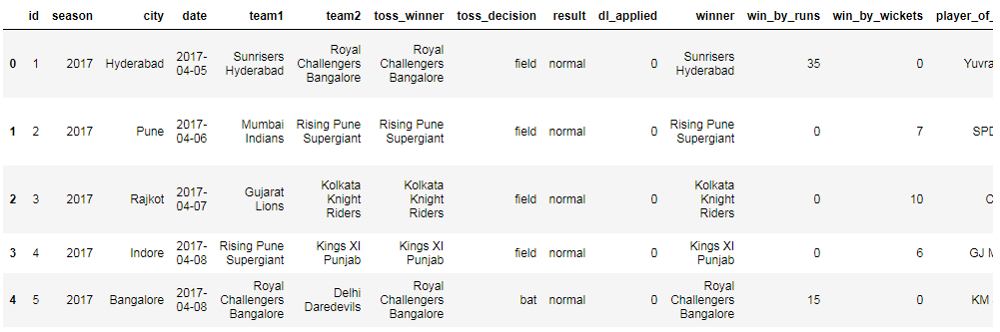 id season city date team1 team2 toss_winner toss_decision result dl_applied winner win_by_runs win_by_wickets player_of_
0 1 2017 Hyderabad 2017-04-05 Sunrisers Hyderabad Royal Challengers Bangalore Royal Challengers Bangalore field normal 0 Sunrisers Hyderabad 35 0 Yuvra
1 2 2017 Pune 2017-04-06 Mumbai Indians Rising Pune Supergiant Rising Pune Supergiant field normal 0 Rising Pune Supergiant 0 7 SPD
2 3 2017 Rajkot 2017-04-07 Gujarat Lions Kolkata Knight Riders Kolkata Knight Riders field normal 0 Kolkata Knight Riders 0 10 C
3 4 2017 Indore 2017-04-08 Rising Pune Supergiant Kings XI Punjab Kings XI Punjab field normal 0 Kings XI Punjab 0 6 GJ M
4 5 2017 Bangalore 2017-04-08 Royal Challengers Bangalore Delhi Daredevils Royal Challengers Bangalore bat normal 0 Royal Challengers Bangalore 15 0 KM